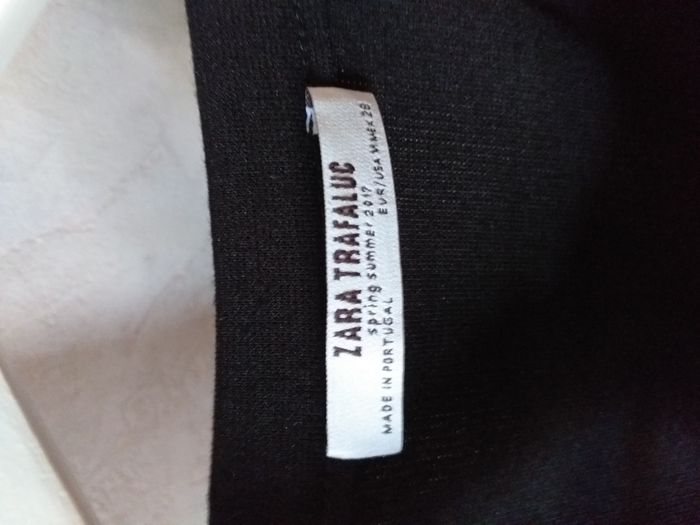 ZARA TRAFALUC
spring summer 2017
MADE IN PORTUGAL EUR/USA M MEX 28